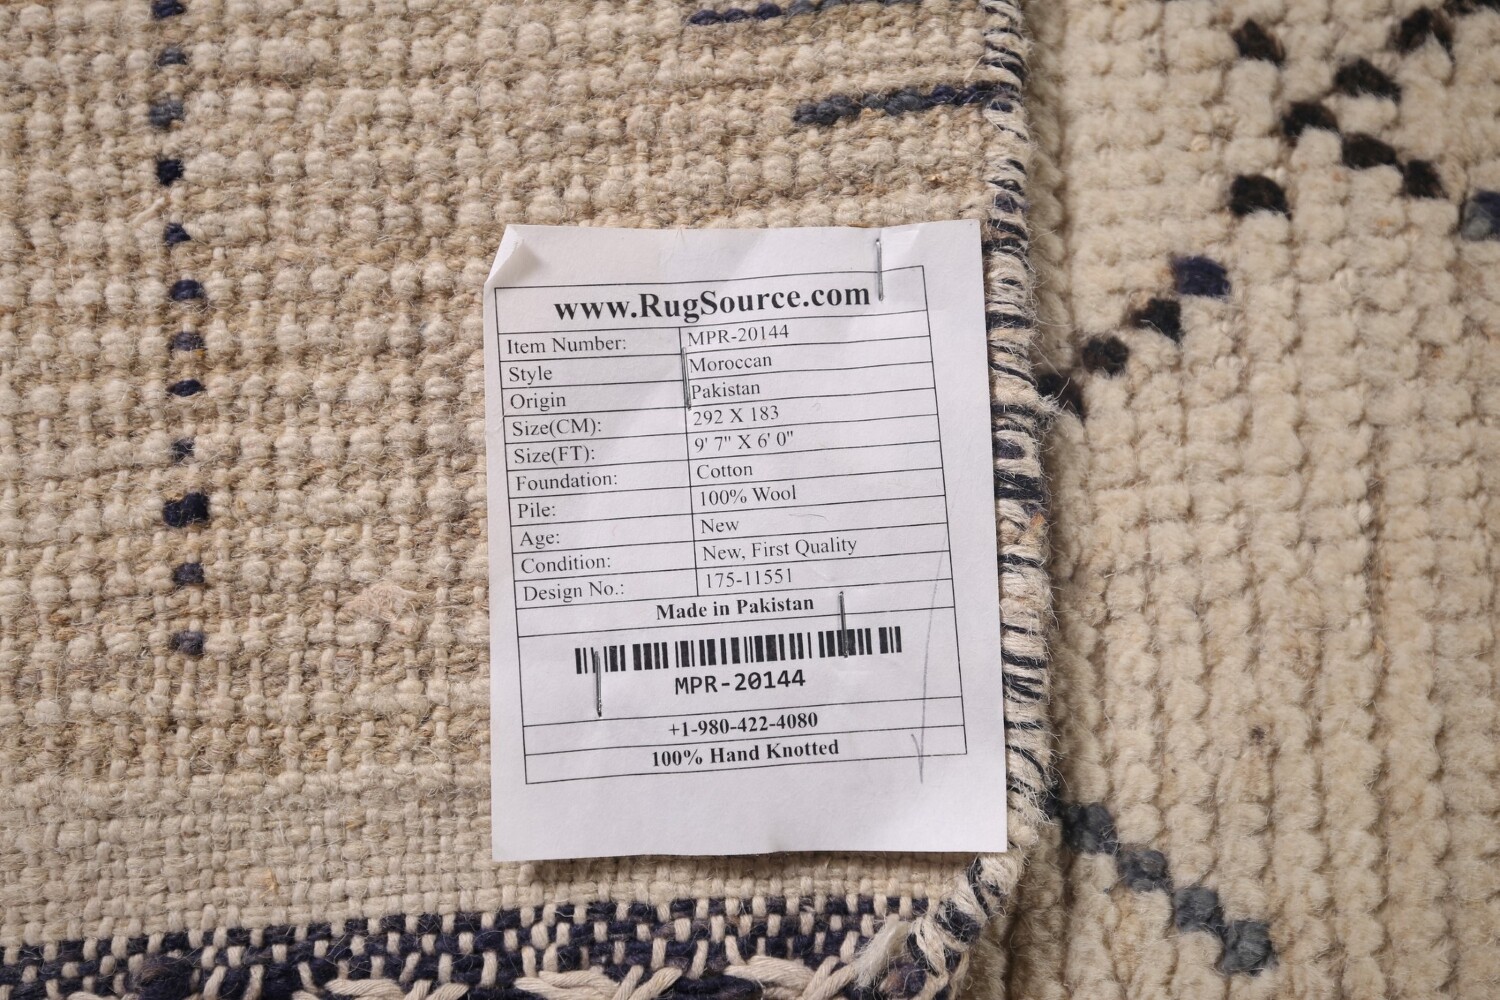 www.RugSource.com
Item Number: MPR-20144
Style Moroccan
Origin Pakistan
Size(CM): 292 X 183
Size(FT): 9' 7" X 6' 0"
Foundation: Cotton
Pile: 100% Wool
Age: New
Condition: New, First Quality
Design No.: 175-11551
Made in Pakistan
MPR-20144
+1-980-422-4080
100% Hand Knotted